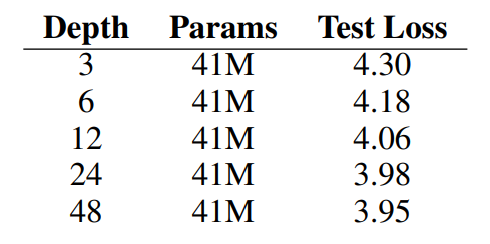 Depth Params Test Loss
3 41M 4.30
6 41M 4.18
12 41M 4.06
24 41M 3.98
48 41M 3.95